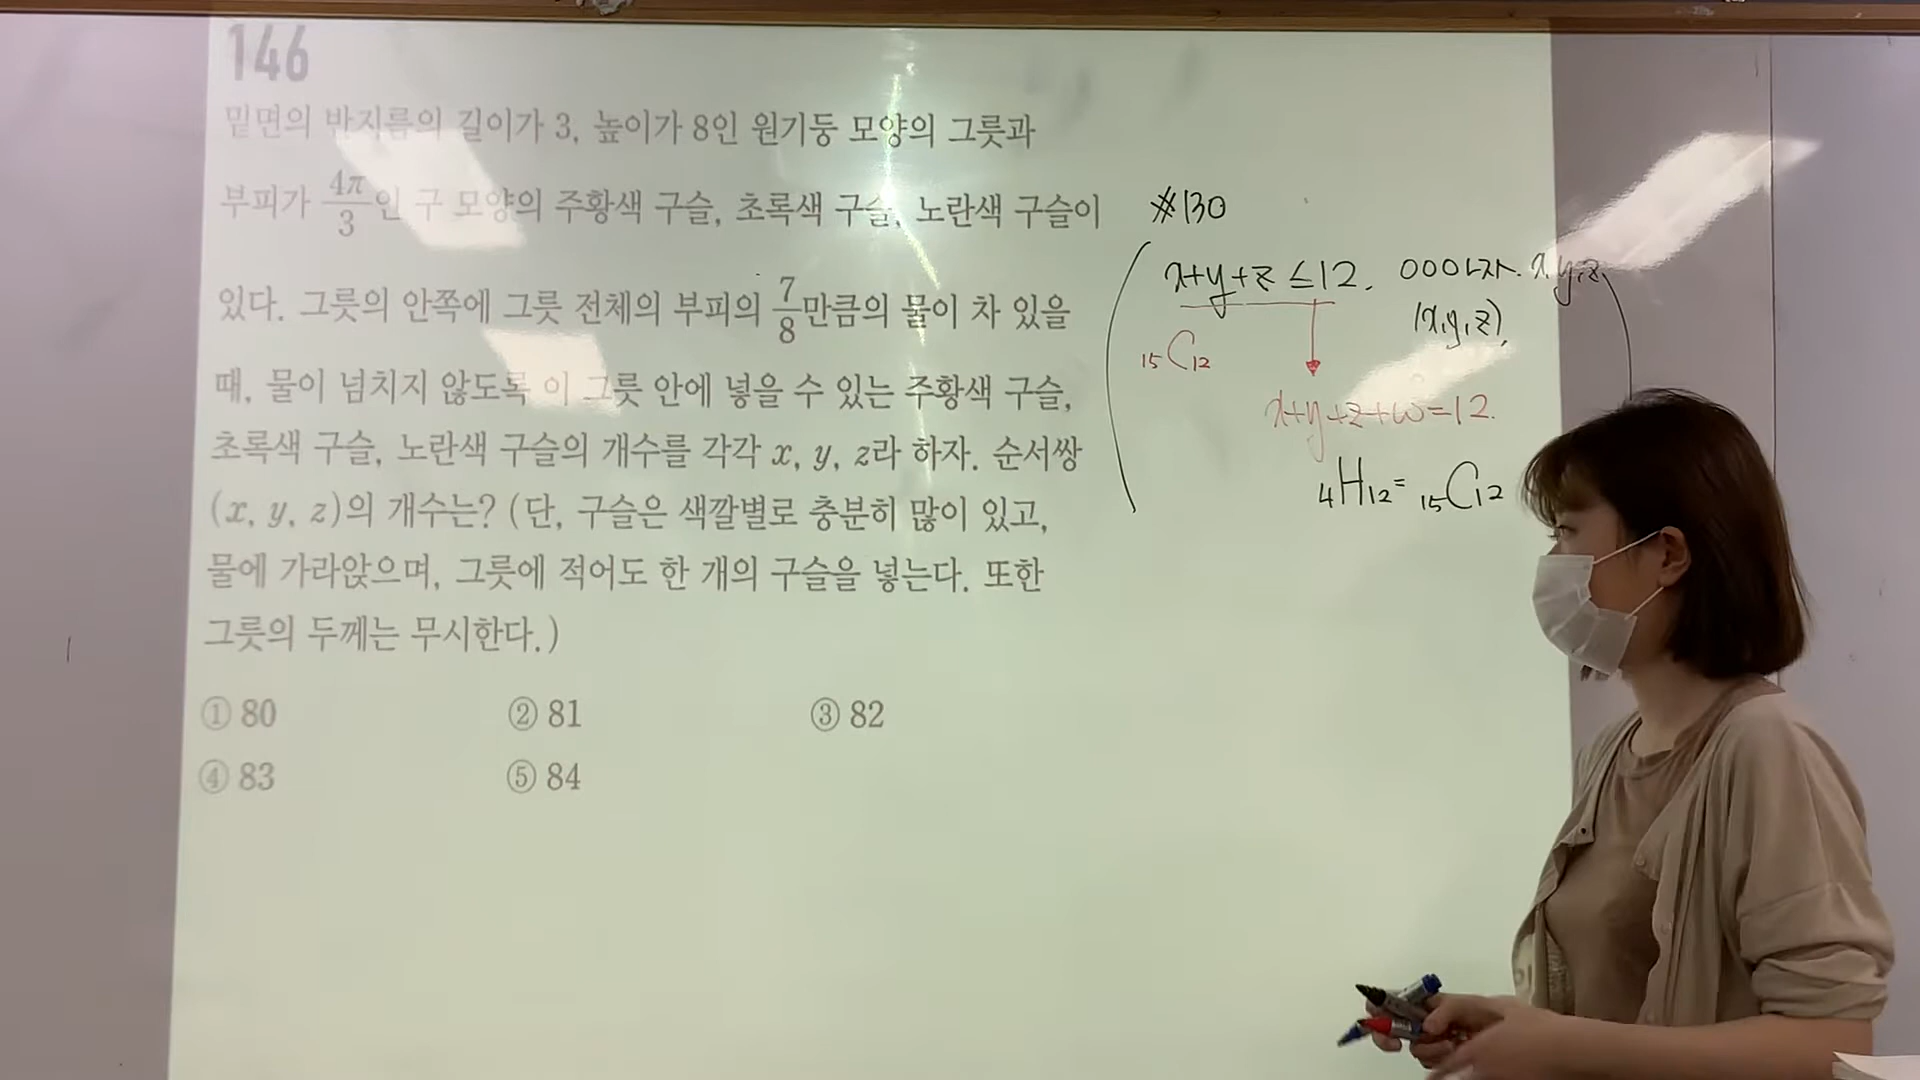 146
밑면의 반지름의 길이가 3, 높이가 8인 원기둥 모양의 그릇과
부피가 4π/3인 구 모양의 주황색 구슬, 초록색 구슬, 노란색 구슬이
있다. 그릇의 안쪽에 그릇 전체의 부피의 7/8만큼의 물이 차 있을
때, 물이 넘치지 않도록 이 그릇 안에 넣을 수 있는 주황색 구슬,
초록색 구슬, 노란색 구슬의 개수를 각각 x, y, z라 하자. 순서쌍
(x, y, z)의 개수는? (단, 구슬은 색깔별로 충분히 많이 있고,
물에 가라앉으며, 그릇에 적어도 한 개의 구슬을 넣는다. 또한
그릇의 두께는 무시한다.)
① 80 ② 81 ③ 82
④ 83 ⑤ 84
#130
x+y+z≤12. x,y,z
(x,y,z),
₁₅C₁₂
x+y+z+w=12.
₄H₁₂=₁₅C₁₂